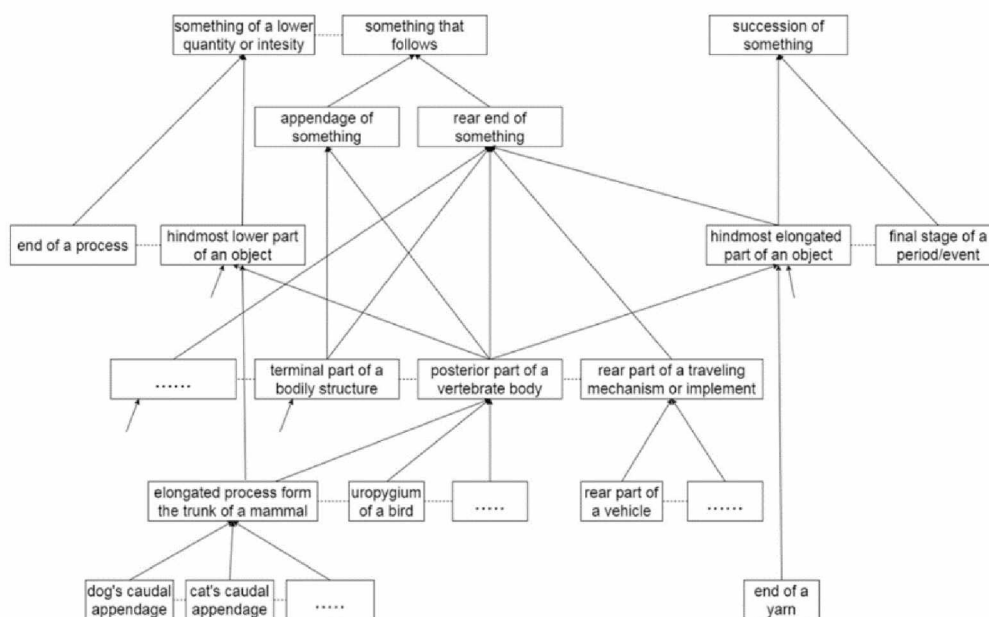 something of a lower
quantity or intesity
something that
follows
succession of
something
appendage of
something
rear end of
something
end of a process
hindmost lower part
of an object
hindmost elongated
part of an object
final stage of a
period/event
......
terminal part of a
bodily structure
posterior part of a
vertebrate body
rear part of a traveling
mechanism or implement
elongated process form
the trunk of a mammal
uropygium
of a bird
.....
rear part of
a vehicle
......
dog's caudal
appendage
cat's caudal
appendage
.....
end of a
yarn